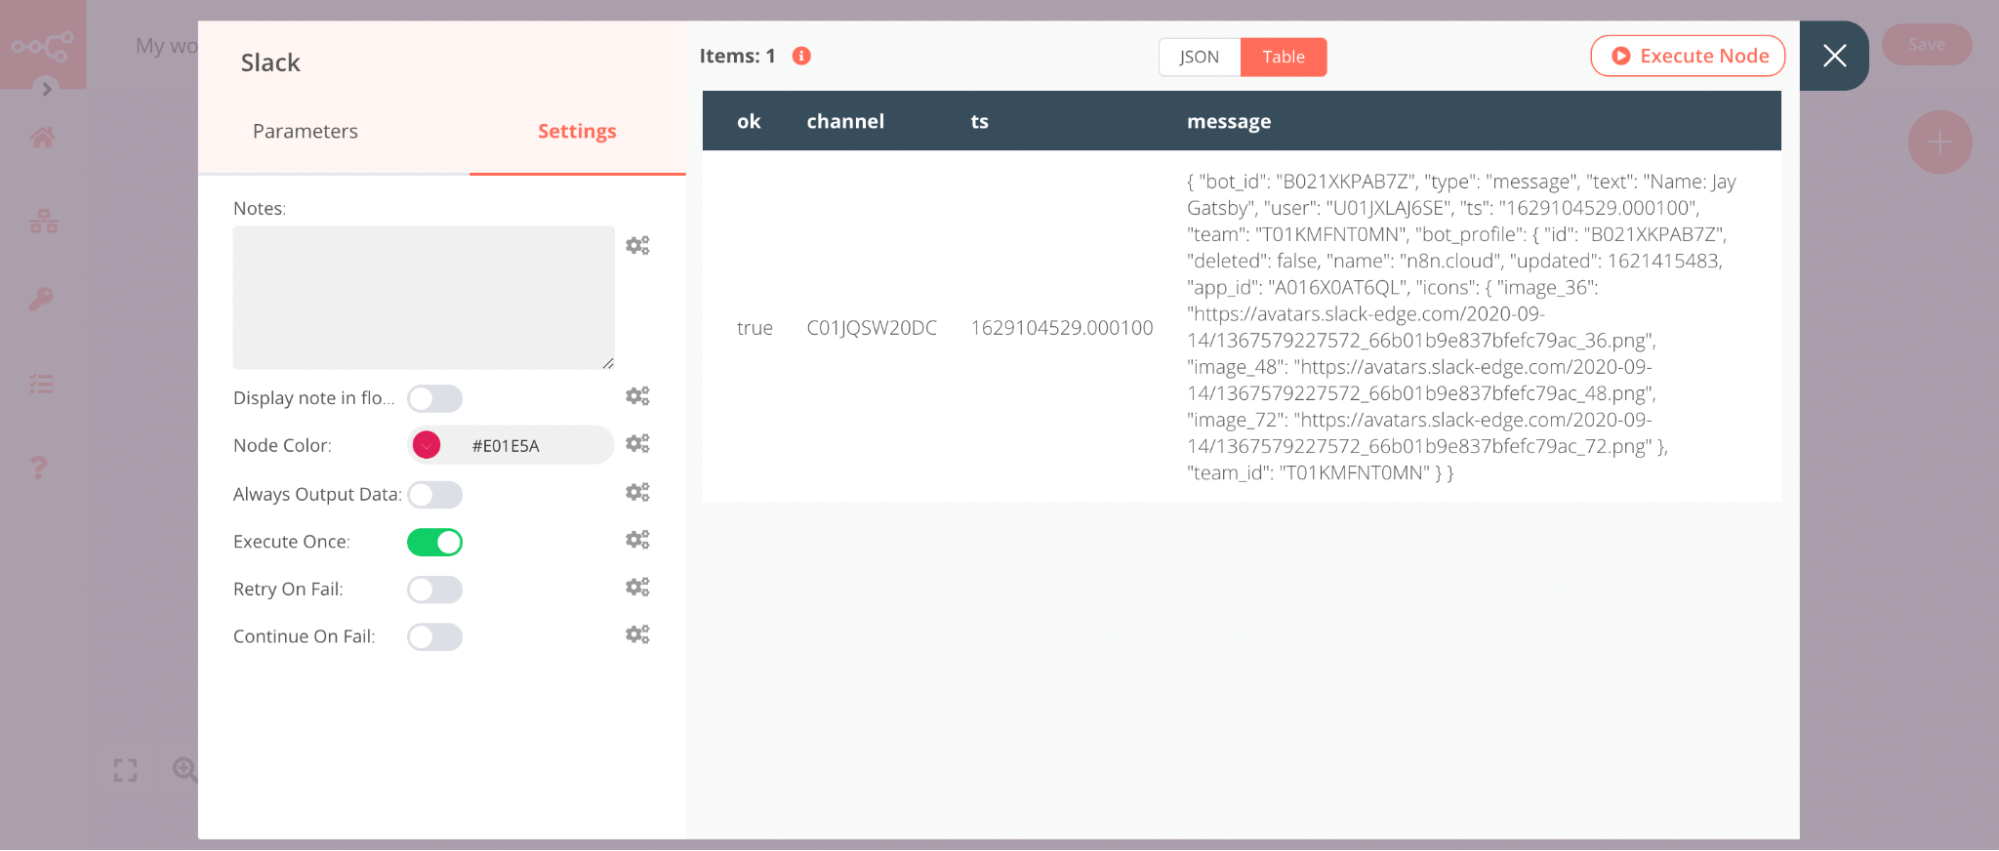 My wo
Slack
Items: 1
JSON
Table
Execute Node
Save
Parameters
Settings
ok channel ts message
Notes:
{ "bot_id": "B021XKPAB7Z", "type": "message", "text": "Name: Jay
Gatsby", "user": "U01JXLAJ6SE", "ts": "1629104529.000100",
"team": "T01KMFNT0MN", "bot_profile": { "id": "B021XKPAB7Z",
"deleted": false, "name": "n8n.cloud", "updated": 1621415483,
"app_id": "A016X0AT6QL", "icons": { "image_36":
"https://avatars.slack-edge.com/2020-09-
true C01JQSW20DC 1629104529.000100
14/1367579227572_66b01b9e837bfefc79ac_36.png",
"image_48": "https://avatars.slack-edge.com/2020-09-
14/1367579227572_66b01b9e837bfefc79ac_48.png",
"image_72": "https://avatars.slack-edge.com/2020-09-
14/1367579227572_66b01b9e837bfefc79ac_72.png" },
"team_id": "T01KMFNT0MN" } }
Display note in flo...
Node Color:
#E01E5A
Always Output Data:
Execute Once:
Retry On Fail:
Continue On Fail: